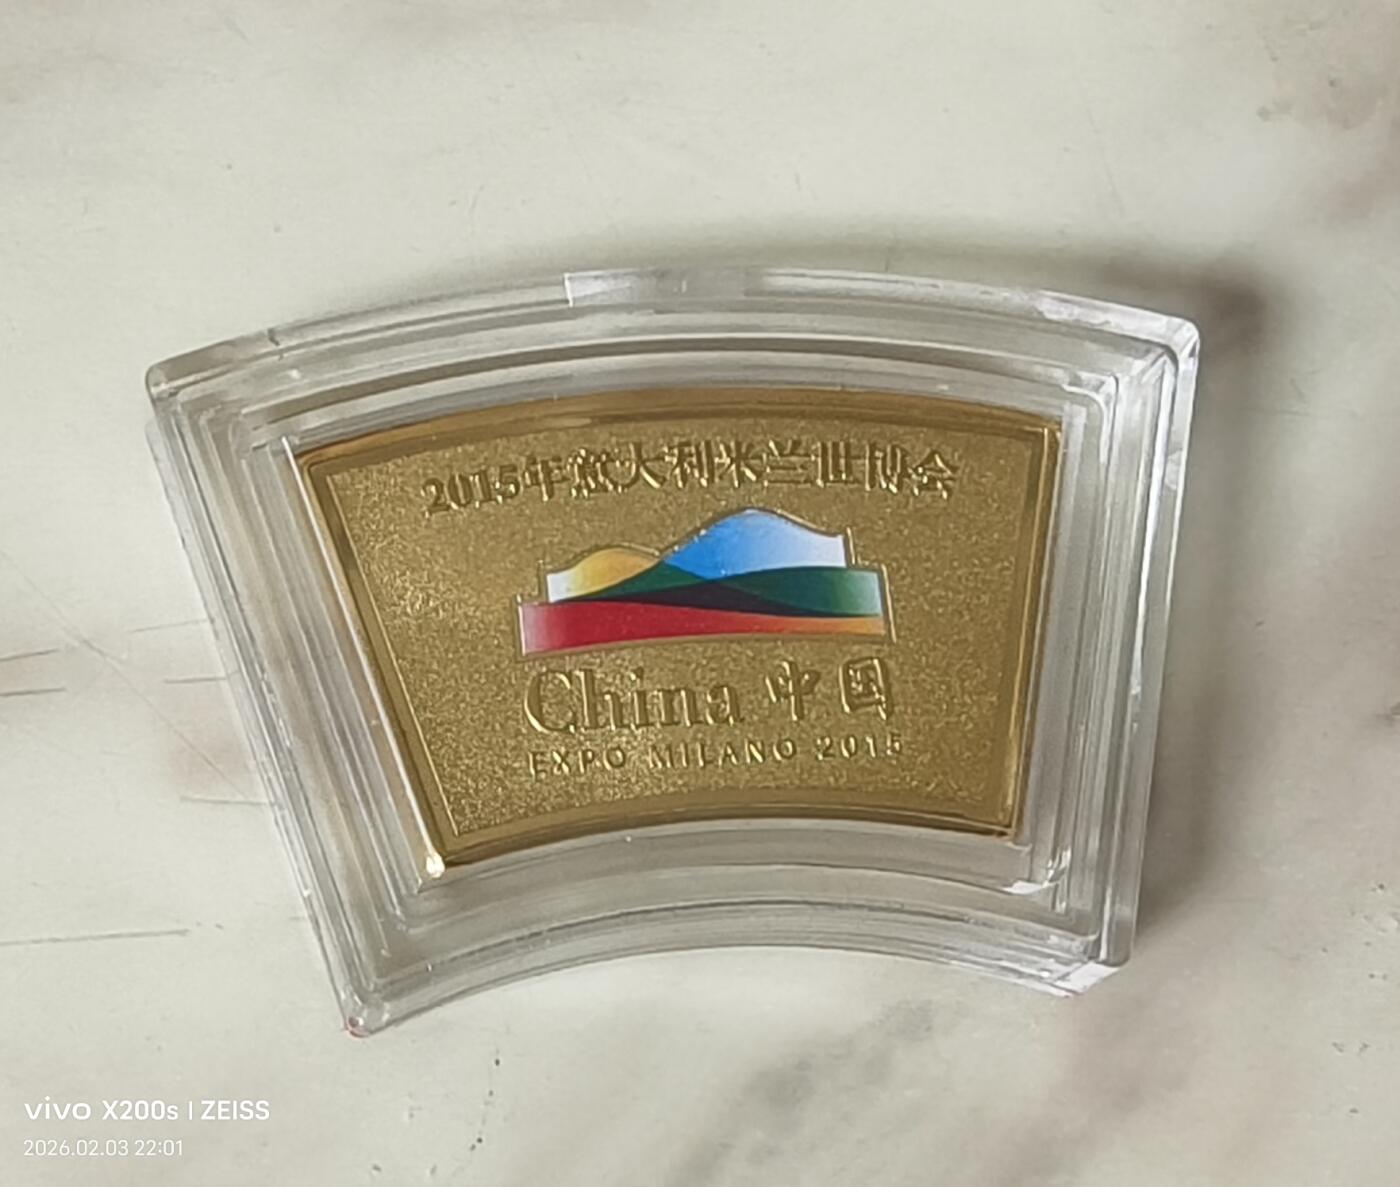 2015年意大利米兰世博会
China 中国
EXPO MILANO 2015
vivo X200s | ZEISS
2026.02.03 22:01